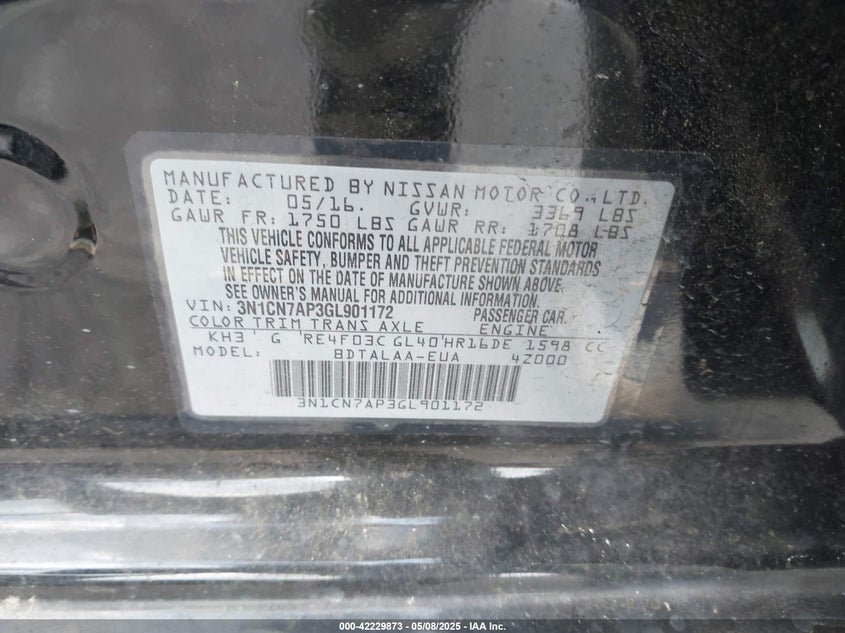 MANUFACTURED BY NISSAN MOTOR CO., LTD.
DATE: 05/16. GVWR: 3369 LBS
GAWR FR: 1750 LBS GAWR RR: 1708 LBS
THIS VEHICLE CONFORMS TO ALL APPLICABLE FEDERAL MOTOR
VEHICLE SAFETY, BUMPER AND THEFT PREVENTION STANDARDS
IN EFFECT ON THE DATE OF MANUFACTURE SHOWN ABOVE.
SEE OWNER'S MANUAL FOR ADDITIONAL INFORMATION.
VIN: 3N1CN7AP3GL901172 PASSENGER CAR.
COLOR TRIM TRANS AXLE ENGINE
KH3 G RE4F03C GL40 HR16DE 1598 CC
MODEL: BDTALAA-EUA 4Z000
3N1CN7AP3GL901172
000-42229873 - 05/08/2025 - IAA Inc.